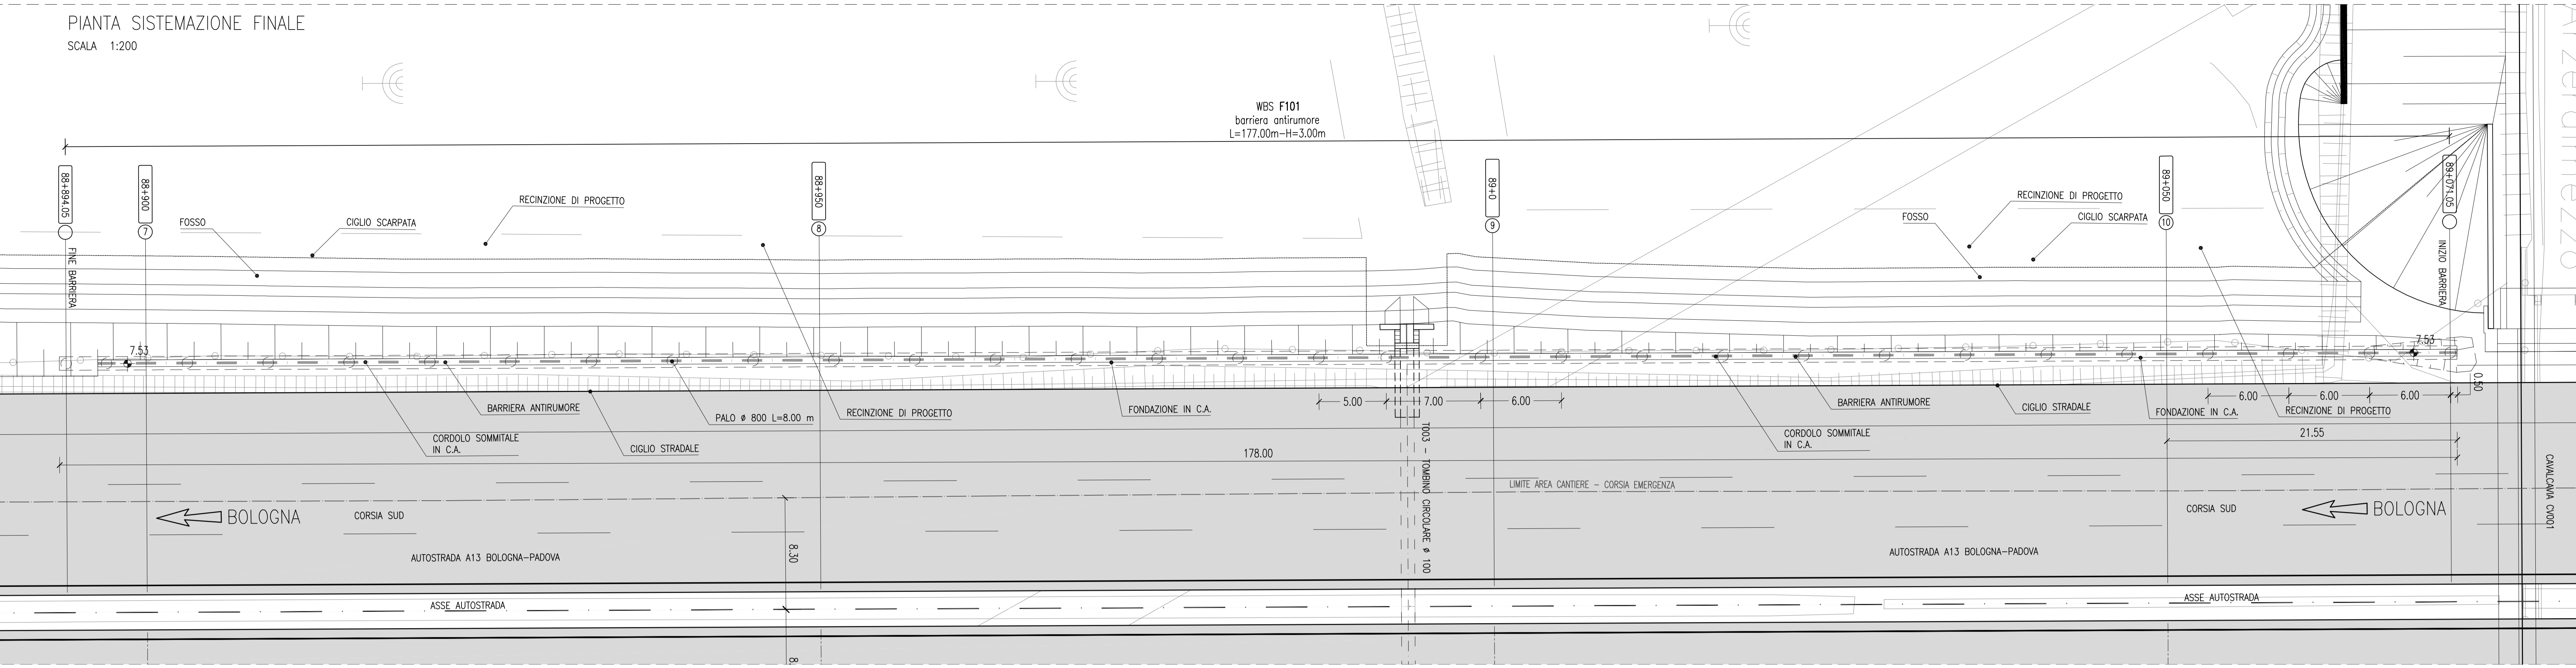 PIANTA SISTEMAZIONE FINALE
SCALA 1:200
WBS F101
barriera antirumore
L=177.00m-H=3.00m
88+894.05
88+900
7
88+950
8
89+0
9
89+050
10
89+071.05
FINE BARRIERA
INIZIO BARRIERA
FOSSO
CIGLIO SCARPATA
RECINZIONE DI PROGETTO
FOSSO
RECINZIONE DI PROGETTO
CIGLIO SCARPATA
7.53
7.53
BARRIERA ANTIRUMORE
CORDOLO SOMMITALE
IN C.A.
CIGLIO STRADALE
PALO ø 800 L=8.00 m
RECINZIONE DI PROGETTO
FONDAZIONE IN C.A.
5.00
7.00
6.00
BARRIERA ANTIRUMORE
CORDOLO SOMMITALE
IN C.A.
CIGLIO STRADALE
FONDAZIONE IN C.A.
RECINZIONE DI PROGETTO
6.00
6.00
6.00
0.50
21.55
178.00
T003 - TOMBINO CIRCOLARE ø 100
LIMITE AREA CANTIERE - CORSIA EMERGENZA
CAVALCAVIA CV001
BOLOGNA
CORSIA SUD
CORSIA SUD
BOLOGNA
AUTOSTRADA A13 BOLOGNA-PADOVA
AUTOSTRADA A13 BOLOGNA-PADOVA
8.30
ASSE AUTOSTRADA
ASSE AUTOSTRADA